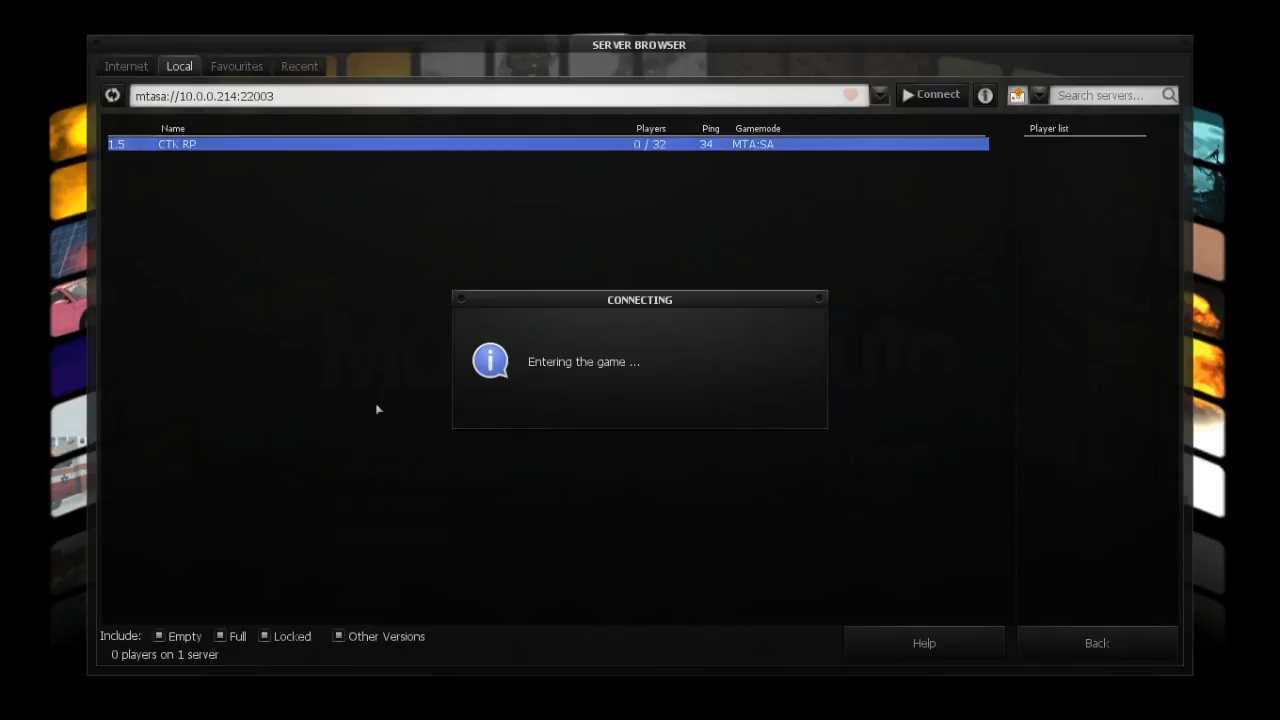 SERVER BROWSER
Internet Local Favourites Recent
mtasa://10.0.0.214:22003 Connect Search servers...
Name Players Ping Gamemode Player list
1.5 CTK RP 0 / 32 34 MTA:SA
CONNECTING
Entering the game ...
Include: Empty Full Locked Other Versions
0 players on 1 server
Help Back